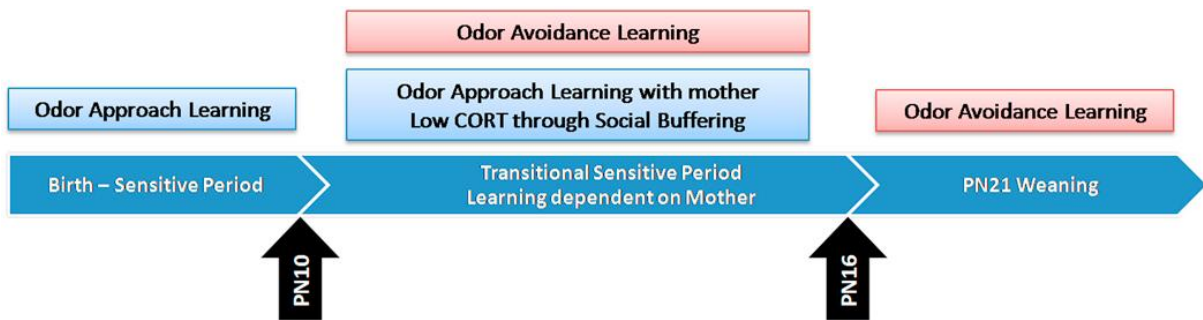 Odor Avoidance Learning
Odor Approach Learning
Odor Approach Learning with mother
Low CORT through Social Buffering
Odor Avoidance Learning
Birth – Sensitive Period
Transitional Sensitive Period
Learning dependent on Mother
PN21 Weaning
PN10
PN16